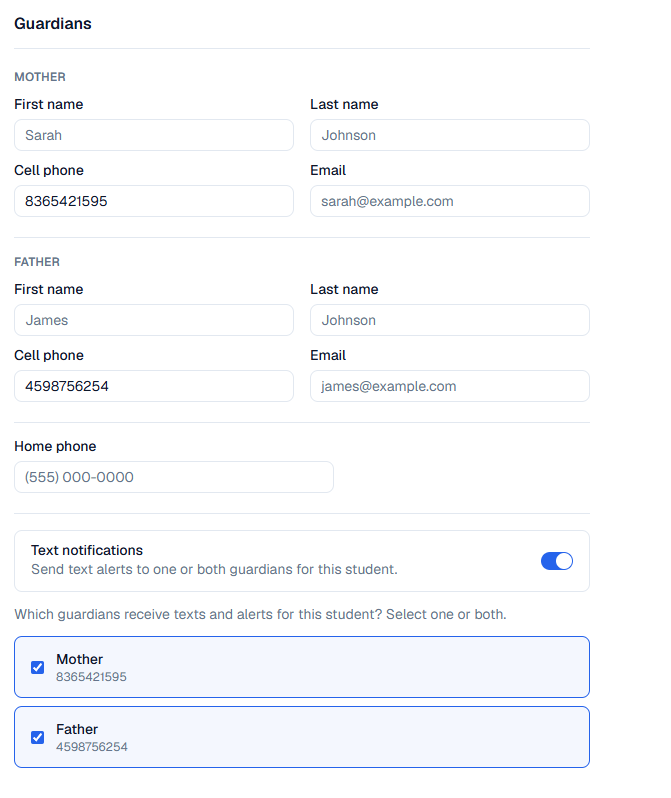 Guardians
MOTHER
First name Last name
Sarah Johnson
Cell phone Email
8365421595 sarah@example.com
FATHER
First name Last name
James Johnson
Cell phone Email
4598756254 james@example.com
Home phone
(555) 000-0000
Text notifications
Send text alerts to one or both guardians for this student.
Which guardians receive texts and alerts for this student? Select one or both.
Mother
8365421595
Father
4598756254